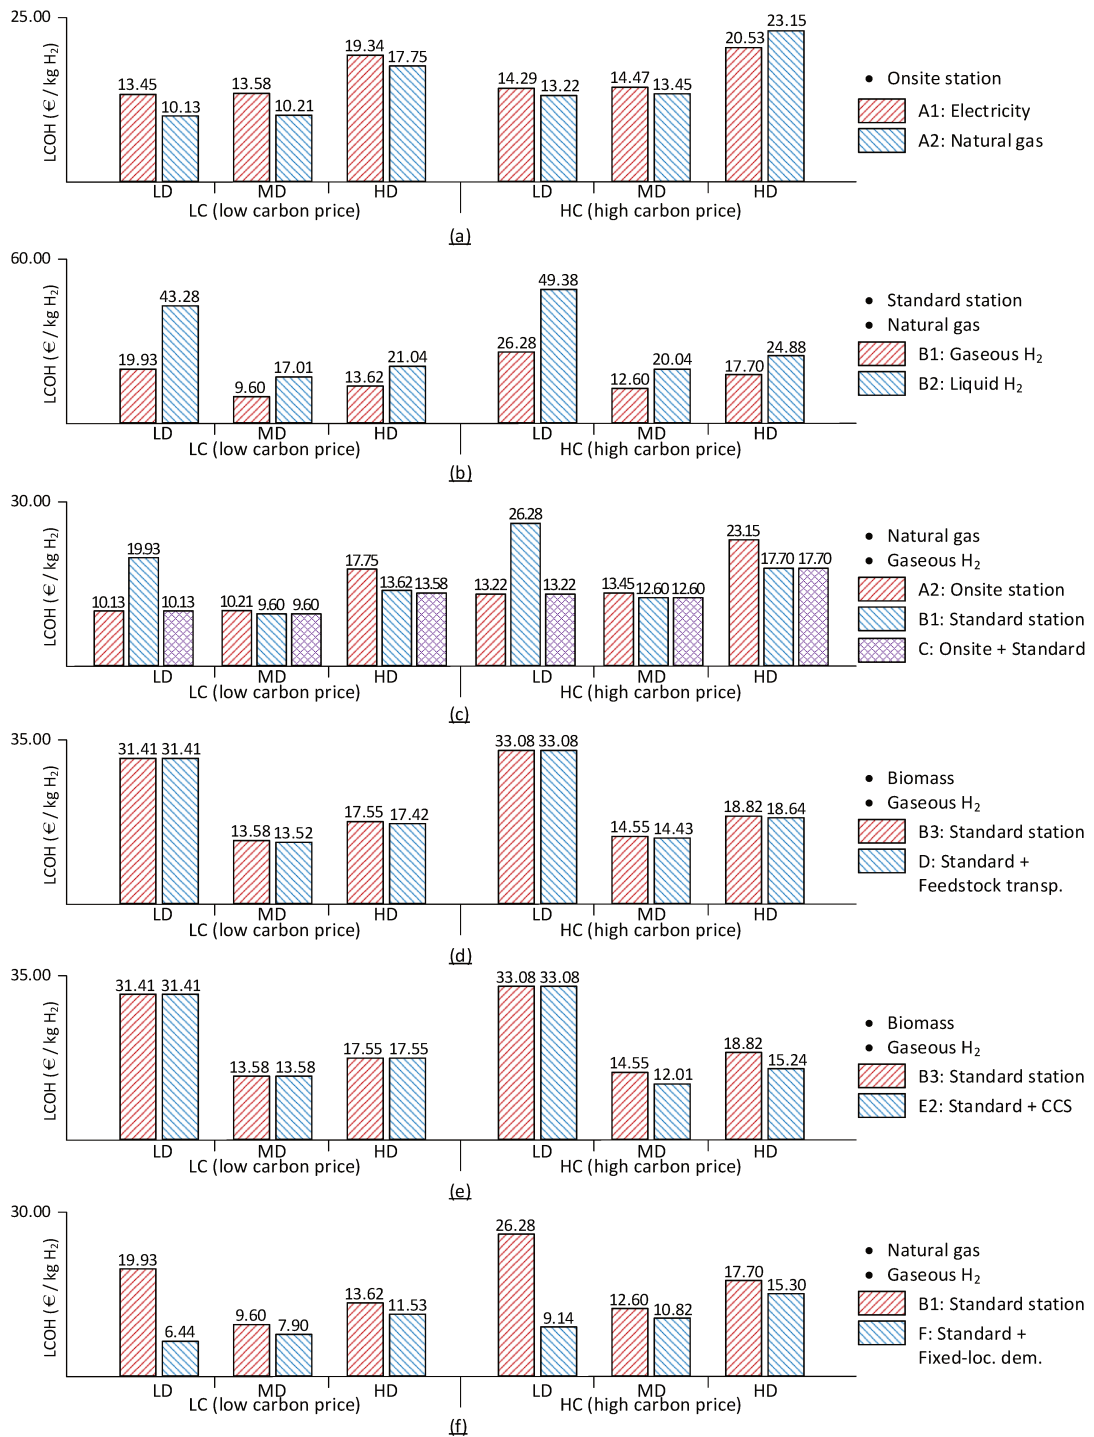 25.00
LCOH (€ / kg H₂)
13.45
10.13
13.58
10.21
19.34
17.75
14.29
13.22
14.47
13.45
20.53
23.15
LD
MD
HD
LD
MD
HD
LC (low carbon price)
HC (high carbon price)
(a)
• Onsite station
A1: Electricity
A2: Natural gas
60.00
LCOH (€ / kg H₂)
19.93
43.28
9.60
17.01
13.62
21.04
26.28
49.38
12.60
20.04
17.70
24.88
LD
MD
HD
LD
MD
HD
LC (low carbon price)
HC (high carbon price)
(b)
• Standard station
• Natural gas
B1: Gaseous H₂
B2: Liquid H₂
30.00
LCOH (€ / kg H₂)
10.13
19.93
10.13
10.21
9.60
9.60
17.75
13.62
13.58
13.22
26.28
13.22
13.45
12.60
12.60
23.15
17.70
17.70
LD
MD
HD
LD
MD
HD
LC (low carbon price)
HC (high carbon price)
(c)
• Natural gas
• Gaseous H₂
A2: Onsite station
B1: Standard station
C: Onsite + Standard
35.00
LCOH (€ / kg H₂)
31.41
31.41
13.58
13.52
17.55
17.42
33.08
33.08
14.55
14.43
18.82
18.64
LD
MD
HD
LD
MD
HD
LC (low carbon price)
HC (high carbon price)
(d)
• Biomass
• Gaseous H₂
B3: Standard station
D: Standard +
Feedstock transp.
35.00
LCOH (€ / kg H₂)
31.41
31.41
13.58
13.58
17.55
17.55
33.08
33.08
14.55
12.01
18.82
15.24
LD
MD
HD
LD
MD
HD
LC (low carbon price)
HC (high carbon price)
(e)
• Biomass
• Gaseous H₂
B3: Standard station
E2: Standard + CCS
30.00
LCOH (€ / kg H₂)
19.93
6.44
9.60
7.90
13.62
11.53
26.28
9.14
12.60
10.82
17.70
15.30
LD
MD
HD
LD
MD
HD
LC (low carbon price)
HC (high carbon price)
(f)
• Natural gas
• Gaseous H₂
B1: Standard station
F: Standard +
Fixed-loc. dem.